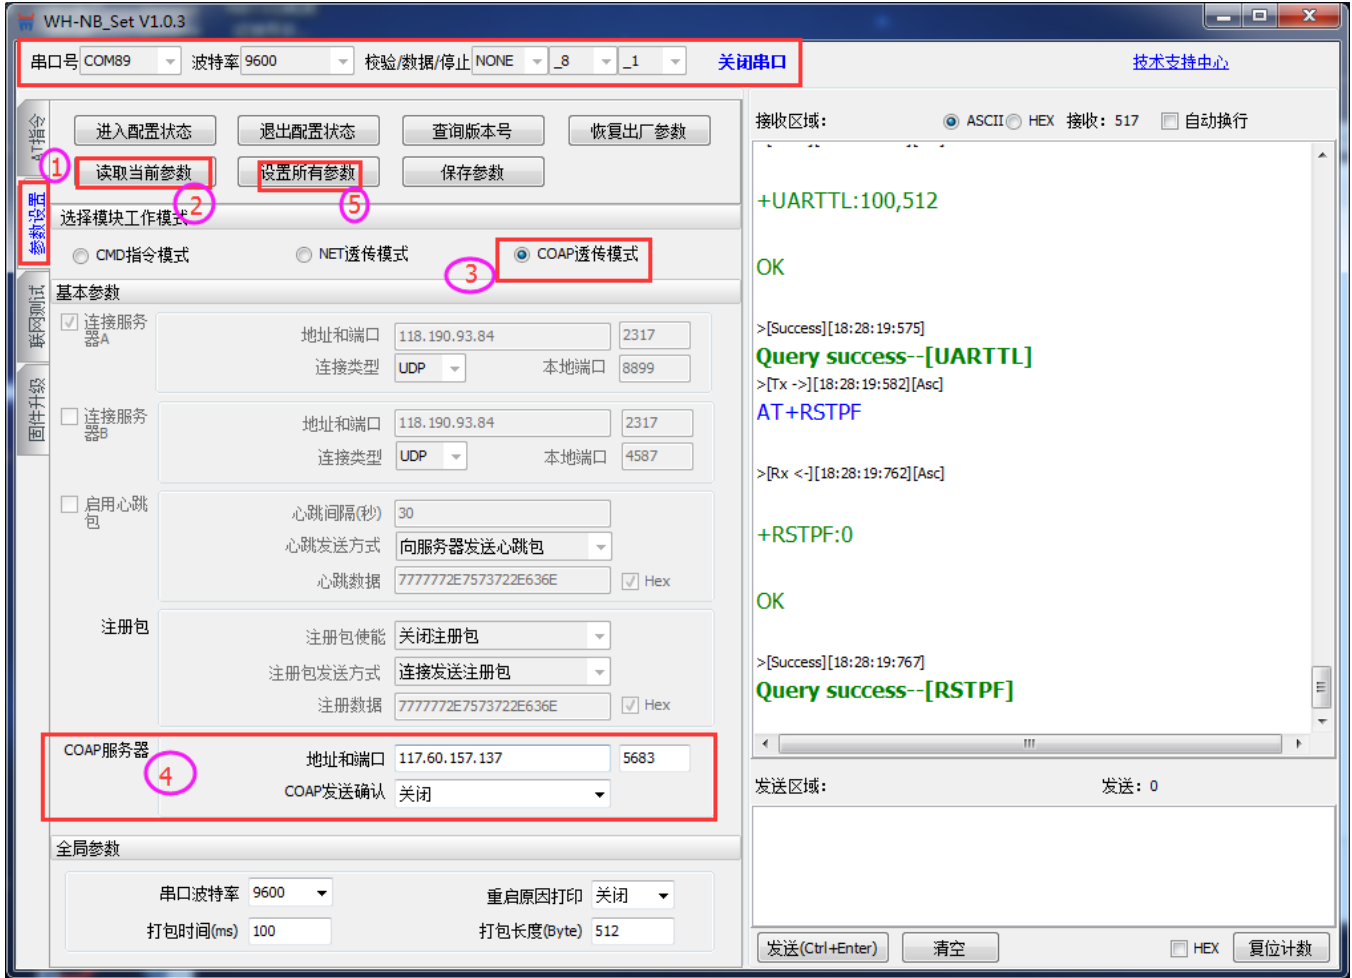 WH-NB_Set V1.0.3
串口号 COM89 波特率 9600 校验/数据/停止 NONE _8 _1 关闭串口 技术支持中心
AT指令
参数设置
联网测试
固件升级
进入配置状态 退出配置状态 查询版本号 恢复出厂参数
① 读取当前参数 设置所有参数 保存参数
② ⑤
选择模块工作模式
CMD指令模式 NET透传模式 COAP透传模式
③
基本参数
连接服务器A 地址和端口 118.190.93.84 2317
连接类型 UDP 本地端口 8899
连接服务器B 地址和端口 118.190.93.84 2317
连接类型 UDP 本地端口 4587
启用心跳包 心跳间隔(秒) 30
心跳发送方式 向服务器发送心跳包
心跳数据 7777772E7573722E636E Hex
注册包 注册包使能 关闭注册包
注册包发送方式 连接发送注册包
注册数据 7777772E7573722E636E Hex
COAP服务器 地址和端口 117.60.157.137 5683
④ COAP发送确认 关闭
全局参数
串口波特率 9600 重启原因打印 关闭
打包时间(ms) 100 打包长度(Byte) 512
接收区域: ASCII HEX 接收: 517 自动换行
+UARTTL:100,512
OK
>[Success][18:28:19:575]
Query success--[UARTTL]
>[Tx ->][18:28:19:582][Asc]
AT+RSTPF
>[Rx <-][18:28:19:762][Asc]
+RSTPF:0
OK
>[Success][18:28:19:767]
Query success--[RSTPF]
发送区域: 发送: 0
发送(Ctrl+Enter) 清空 HEX 复位计数